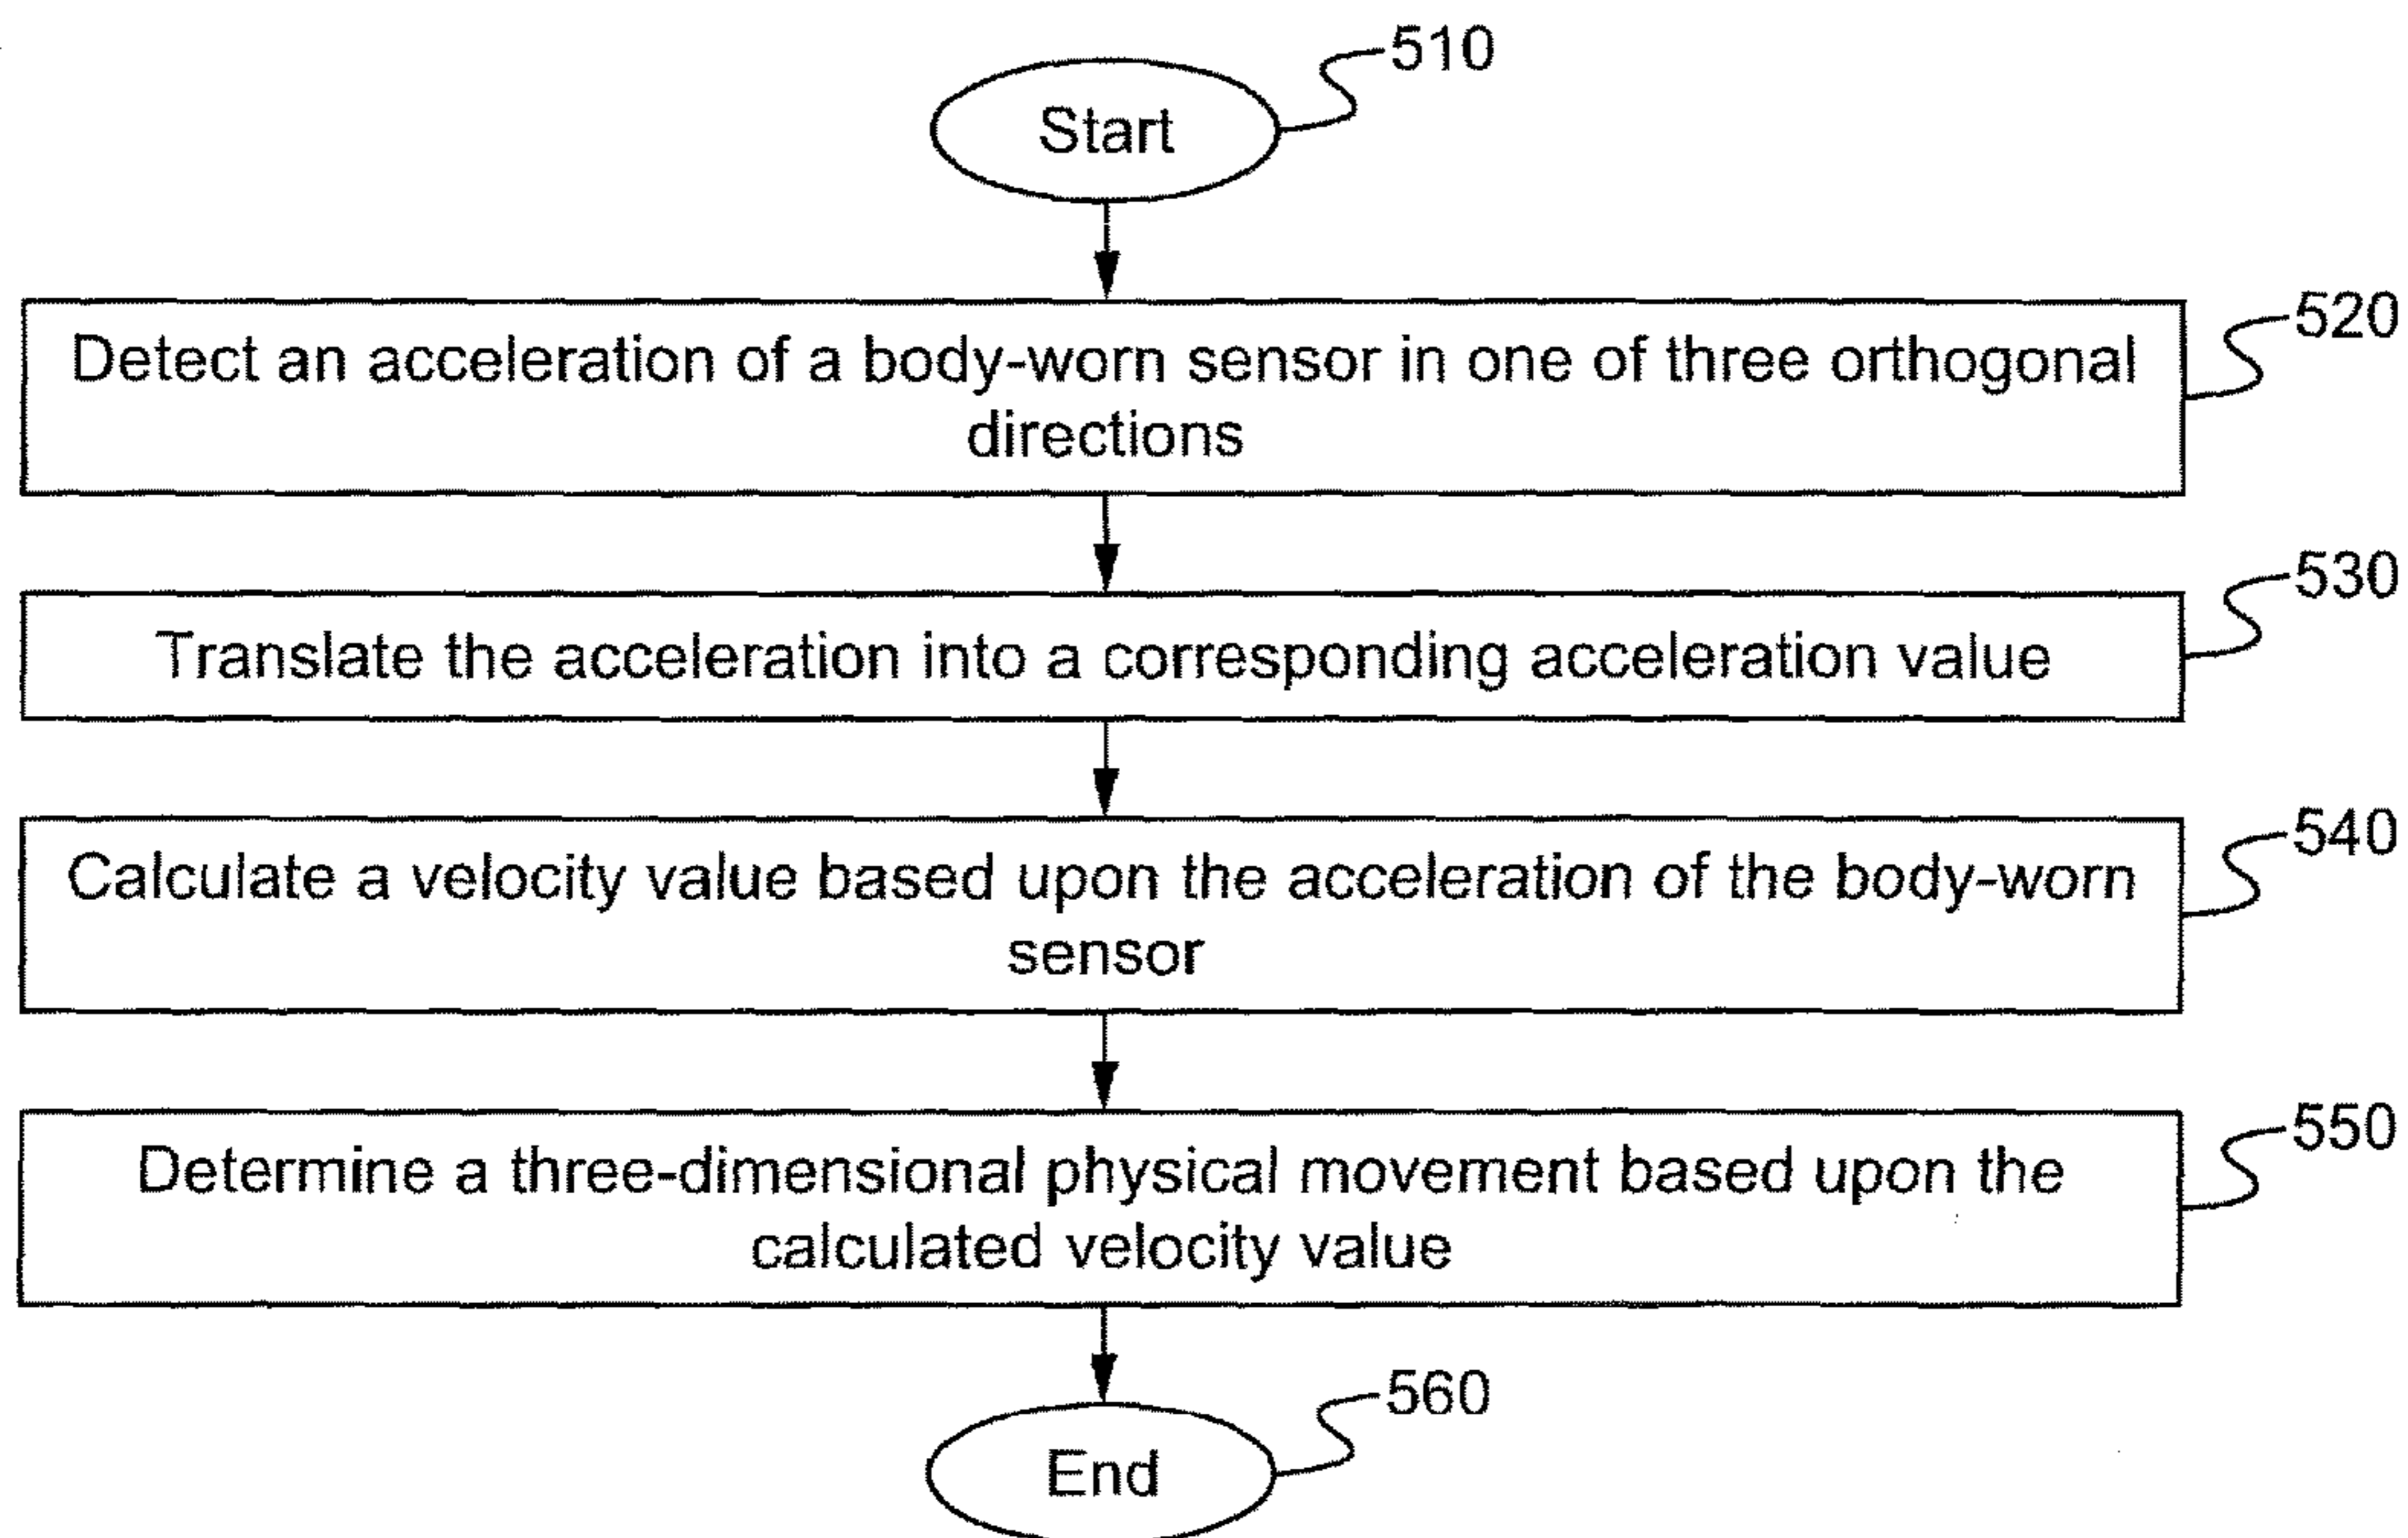 510
Start
520
Detect an acceleration of a body-worn sensor in one of three orthogonal
directions
530
Translate the acceleration into a corresponding acceleration value
540
Calculate a velocity value based upon the acceleration of the body-worn
sensor
550
Determine a three-dimensional physical movement based upon the
calculated velocity value
560
End